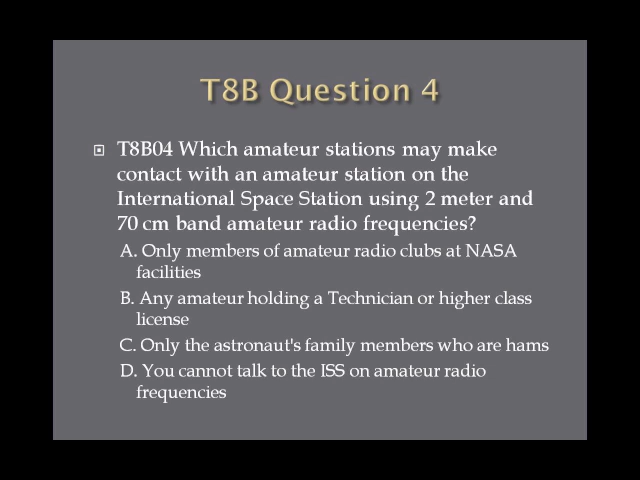 T8B Question 4
T8B04 Which amateur stations may make
contact with an amateur station on the
International Space Station using 2 meter and
70 cm band amateur radio frequencies?
A. Only members of amateur radio clubs at NASA
facilities
B. Any amateur holding a Technician or higher class
license
C. Only the astronaut's family members who are hams
D. You cannot talk to the ISS on amateur radio
frequencies